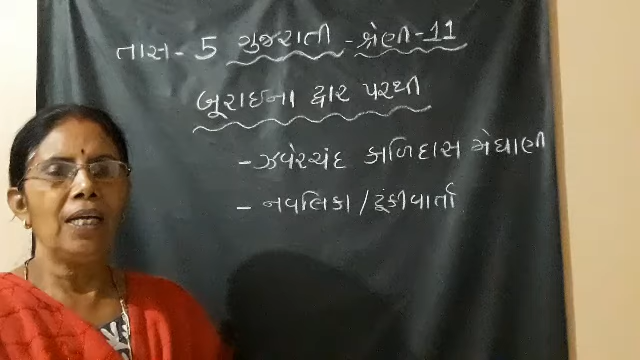 તાસ - 5 ગુજરાતી - શ્રેણી - 11
બૂરાઇના દ્વાર પરથી
- ઝવેરચંદ કાળિદાસ મેઘાણી
- નવલિકા / ટૂંકીવાર્તા